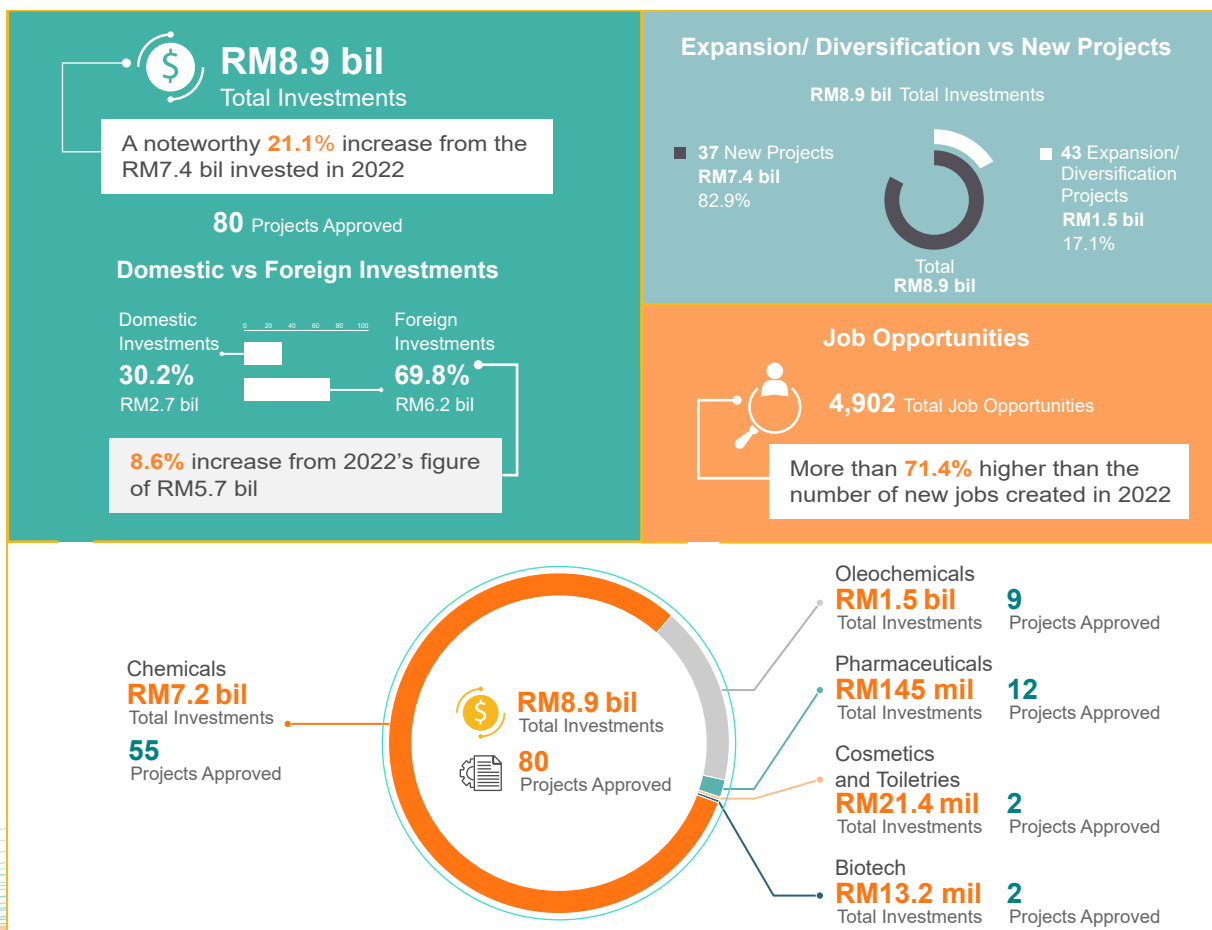 RM8.9 bil
Total Investments
A noteworthy 21.1% increase from the
RM7.4 bil invested in 2022
80 Projects Approved
Domestic vs Foreign Investments
Domestic
Investments
30.2%
RM2.7 bil
0 20 40 60 80 100
Foreign
Investments
69.8%
RM6.2 bil
8.6% increase from 2022’s figure
of RM5.7 bil
Expansion/ Diversification vs New Projects
RM8.9 bil Total Investments
37 New Projects
RM7.4 bil
82.9%
43 Expansion/
Diversification
Projects
RM1.5 bil
17.1%
Total
RM8.9 bil
Job Opportunities
4,902 Total Job Opportunities
More than 71.4% higher than the
number of new jobs created in 2022
Chemicals
RM7.2 bil
Total Investments
55
Projects Approved
$
RM8.9 bil
Total Investments
80
Projects Approved
Oleochemicals
RM1.5 bil 9
Total Investments Projects Approved
Pharmaceuticals
RM145 mil 12
Total Investments Projects Approved
Cosmetics
and Toiletries
RM21.4 mil 2
Total Investments Projects Approved
Biotech
RM13.2 mil 2
Total Investments Projects Approved